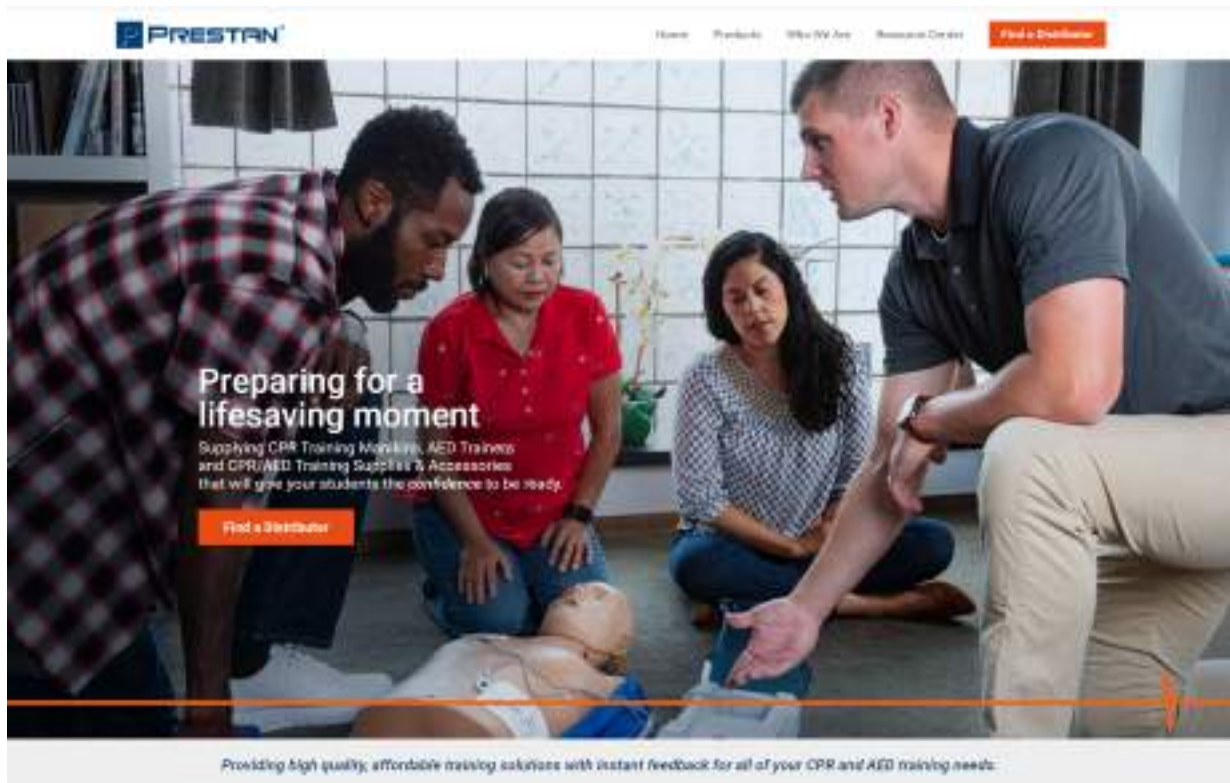 PRESTAN®
Home Products Who We Are Resource Center Find a Distributor
Preparing for a
lifesaving moment
Supplying CPR Training Manikins, AED Trainers
and CPR/AED Training Supplies & Accessories
that will give your students the confidence to be ready.
Find a Distributor
Providing high quality, affordable training solutions with instant feedback for all of your CPR and AED training needs.